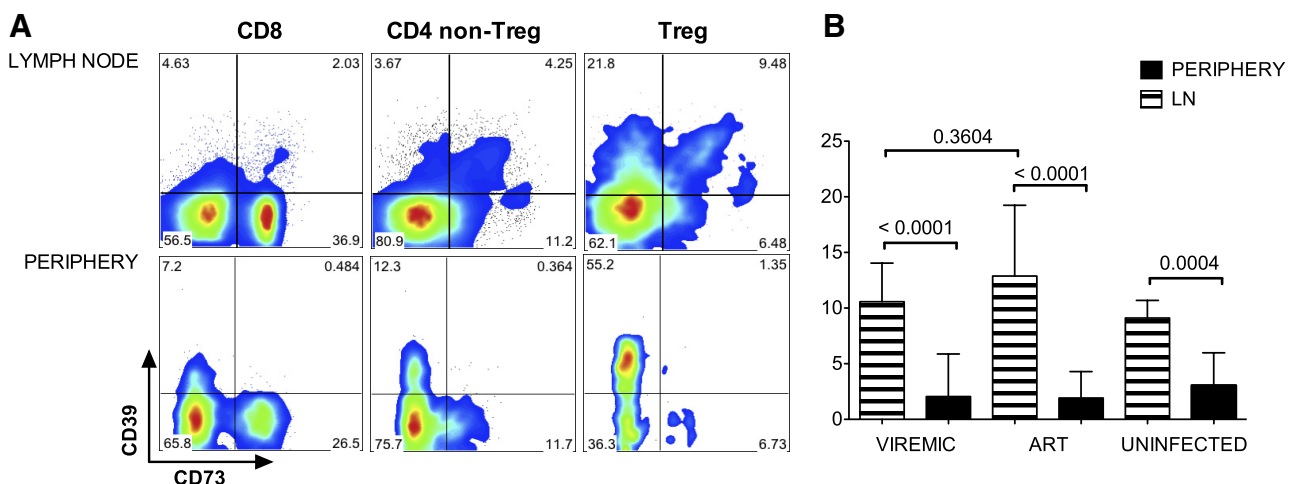 A
CD8
CD4 non-Treg
Treg
LYMPH NODE
4.63
2.03
56.5
36.9
3.67
4.25
80.9
11.2
21.8
9.48
62.1
6.48
PERIPHERY
7.2
0.484
65.8
26.5
12.3
0.364
75.7
11.7
55.2
1.35
36.3
6.73
CD39
CD73
B
PERIPHERY
LN
25
20
15
10
5
0
0.3604
< 0.0001
< 0.0001
0.0004
VIREMIC
ART
UNINFECTED